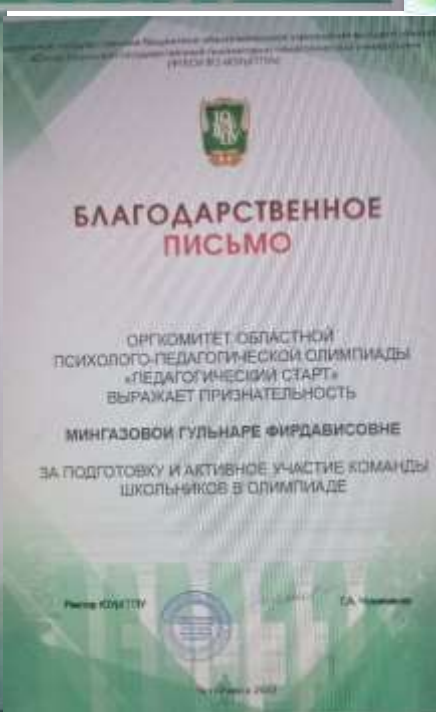 БЛАГОДАРСТВЕННОЕ
ПИСЬМО
ОРГКОМИТЕТ ОБЛАСТНОЙ
ПСИХОЛОГО-ПЕДАГОГИЧЕСКОЙ ОЛИМПИАДЫ
«ПЕДАГОГИЧЕСКИЙ СТАРТ»
ВЫРАЖАЕТ ПРИЗНАТЕЛЬНОСТЬ
МИНГАЗОВОЙ ГУЛЬНАРЕ ФИРДАВИСОВНЕ
ЗА ПОДГОТОВКУ И АКТИВНОЕ УЧАСТИЕ КОМАНДЫ
ШКОЛЬНИКОВ В ОЛИМПИАДЕ
Ректор ЮУрГГПУ